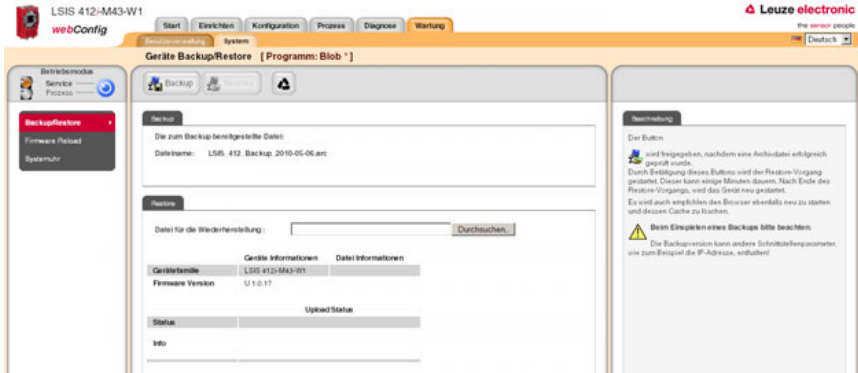 LSIS 412i-M43-W1
webConfig
Start Einrichten Konfiguration Prozess Diagnose Wartung
Leuze electronic
the sensor people
Benutzerverwaltung System
Deutsch
Geräte Backup/Restore [Programm: Blob *]
Betriebsmodus
Service
Prozess
Backup Restore
Backup/Restore
Firmware Reload
Systemuhr
Backup
Die zum Backup bereitgestellte Datei:
Dateiname: LSIS_412_Backup_2010-05-06.arc
Restore
Datei für die Wiederherstellung : Durchsuchen.
Geräte Informationen Datei Informationen
Gerätefamilie LSIS 412i-M43-W1
Firmware Version U 1.0.17
Upload Status
Status
Info
Beschreibung
Der Button
wird freigegeben, nachdem eine Archivdatei erfolgreich
geprüft wurde.
Durch Betätigung dieses Buttons wird der Restore-Vorgang
gestartet. Dieser kann einige Minuten dauern. Nach Ende des
Restore-Vorgangs, wird das Gerät neu gestartet.
Es wird auch empfohlen den Browser ebenfalls neu zu starten
und dessen Cache zu löschen.
Beim Einspielen eines Backups bitte beachten:
Die Backupversion kann andere Schnittstellenparameter,
wie zum Beispiel die IP-Adresse, enthalten!